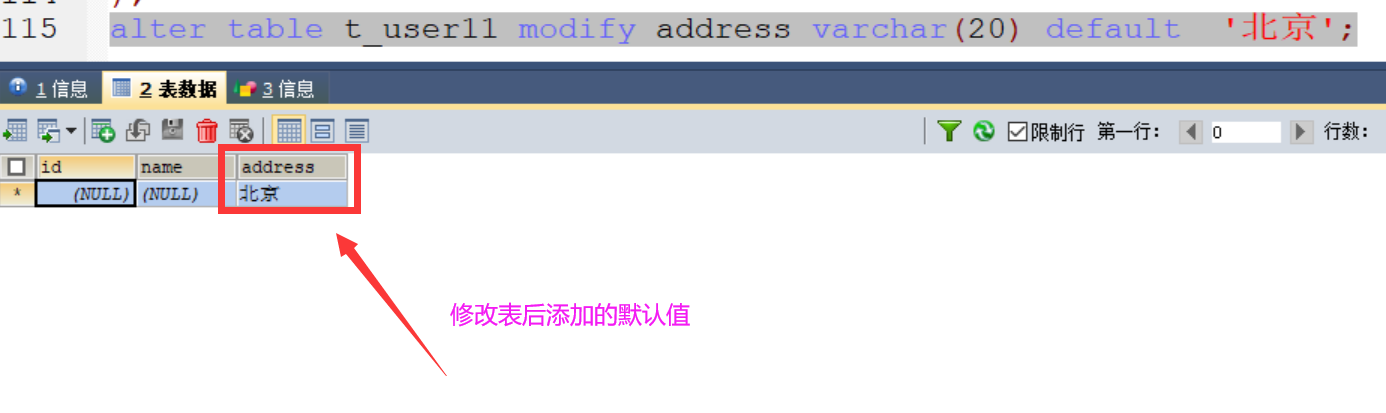 115 alter table t_user11 modify address varchar(20) default '北京';
1 信息 2 表数据 3 信息
限制行 第一行: 0 行数:
id name address
* (NULL) (NULL) 北京
修改表后添加的默认值